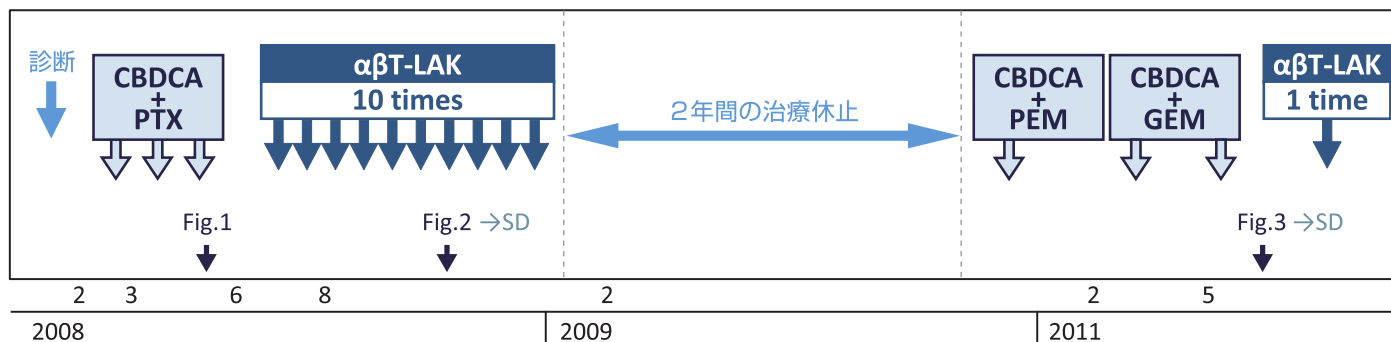 診断
CBDCA
+
PTX
αβT-LAK
10 times
2年間の治療休止
CBDCA
+
PEM
CBDCA
+
GEM
αβT-LAK
1 time
Fig.1
Fig.2 →SD
Fig.3 →SD
2 3 6 8 2 2 5
2008 2009 2011